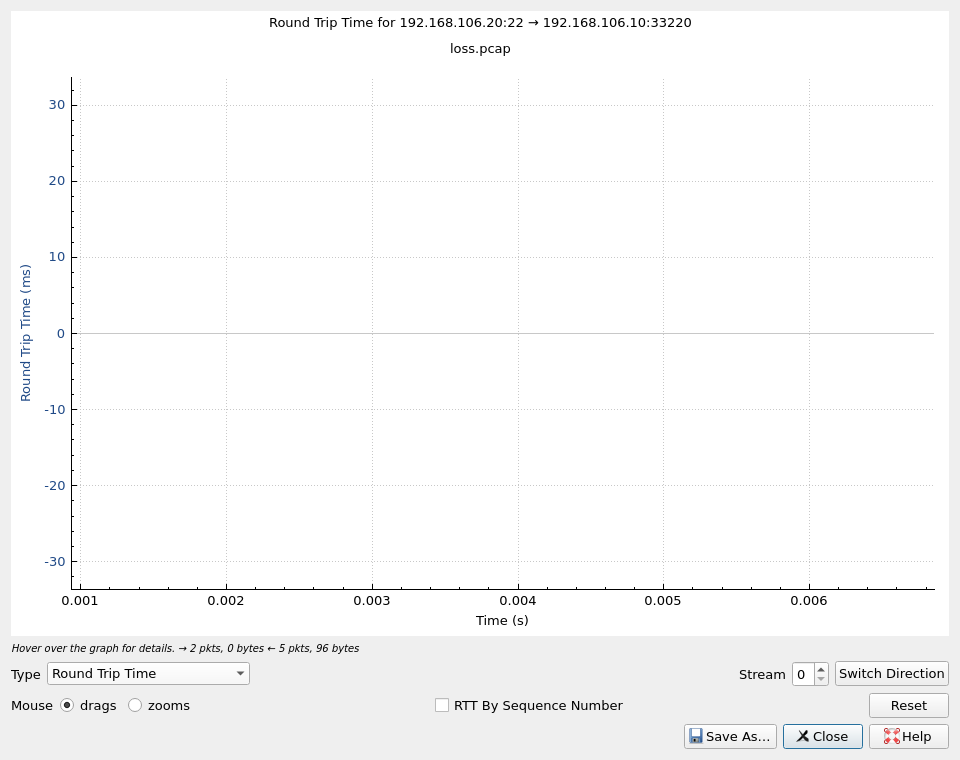 Round Trip Time for 192.168.106.20:22 → 192.168.106.10:33220
loss.pcap
Round Trip Time (ms)
30
20
10
0
-10
-20
-30
0.001 0.002 0.003 0.004 0.005 0.006
Time (s)
Hover over the graph for details. → 2 pkts, 0 bytes ← 5 pkts, 96 bytes
Type Round Trip Time Stream 0 Switch Direction
Mouse drags zooms RTT By Sequence Number Reset
Save As... Close Help